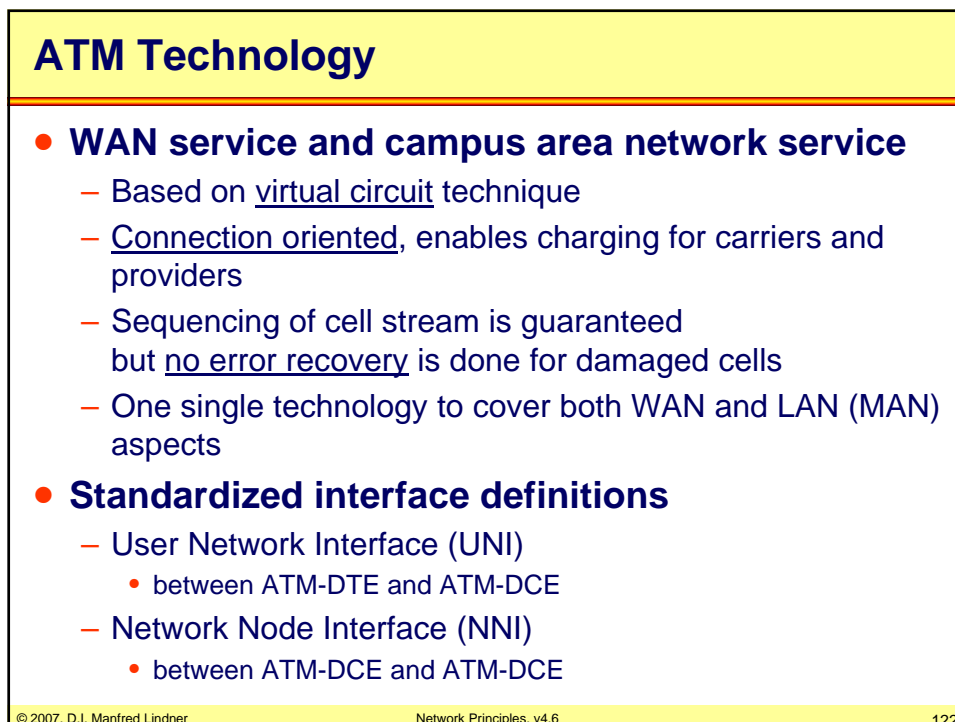 ATM Technology
• WAN service and campus area network service
– Based on virtual circuit technique
– Connection oriented, enables charging for carriers and
providers
– Sequencing of cell stream is guaranteed
but no error recovery is done for damaged cells
– One single technology to cover both WAN and LAN (MAN)
aspects
• Standardized interface definitions
– User Network Interface (UNI)
• between ATM-DTE and ATM-DCE
– Network Node Interface (NNI)
• between ATM-DCE and ATM-DCE
© 2007, D.I. Manfred Lindner Network Principles, v4.6 122